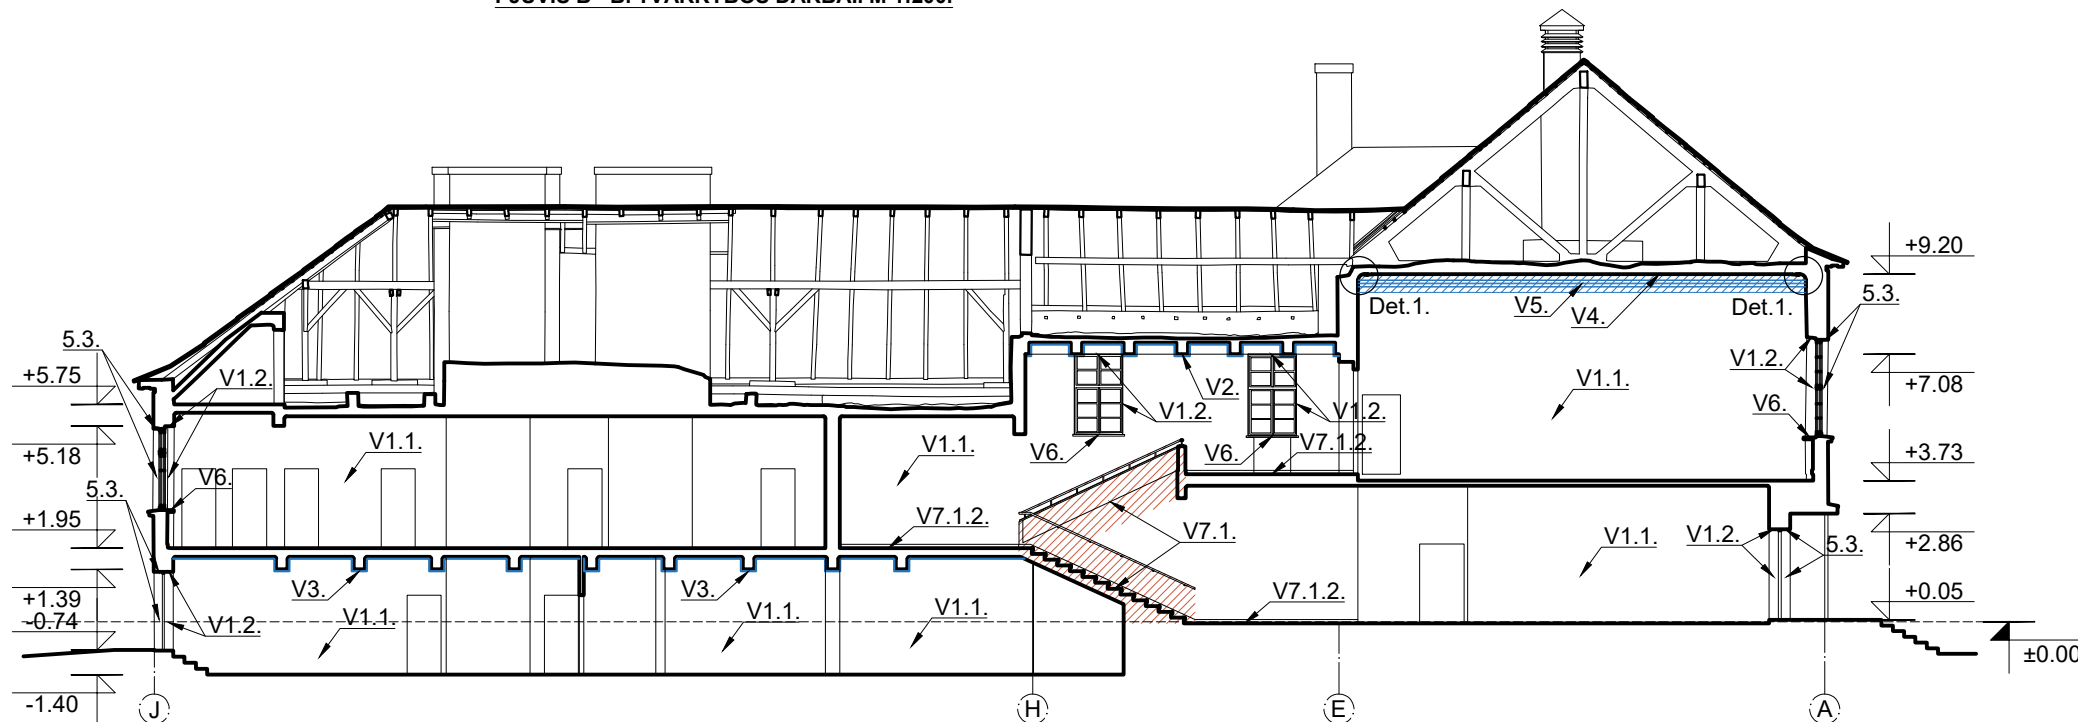 +9.20
Det.1.
V5.
V4.
Det.1.
5.3.
5.3.
+5.75
V1.2.
V2.
V1.2.
V1.2.
V1.2.
+7.08
V1.1.
V6.
+5.18
V1.1.
V1.1.
V6.
V6.
V7.1.2.
+3.73
5.3.
V6.
+1.95
V7.1.2.
V7.1.
V1.1.
V1.2.
5.3.
+2.86
V3.
V3.
+1.39
V1.1.
V1.1.
V7.1.2.
+0.05
-0.74
V1.2.
V1.1.
V1.1.
±0.00
-1.40
J
H
E
A